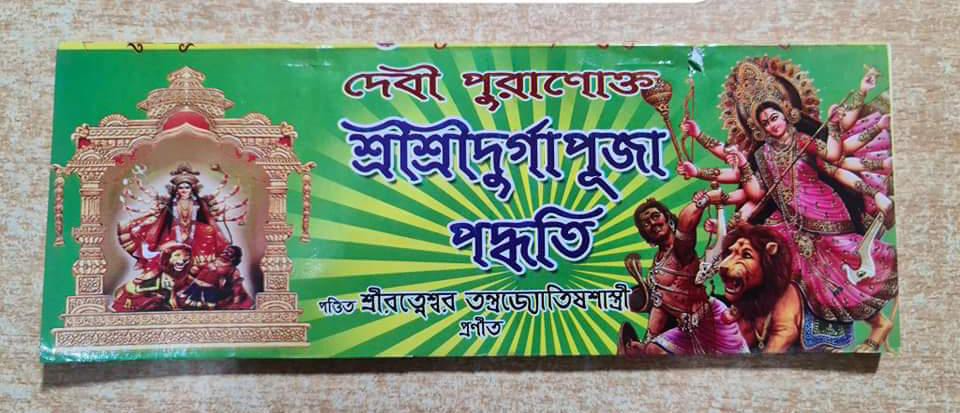 দেবী পুরাণোক্ত
শ্রীশ্রীদুর্গাপূজা
পদ্ধতি
পণ্ডিত শ্রীরত্নেশ্বর তন্ত্রজ্যোতিষশাস্ত্রী
প্রণীত